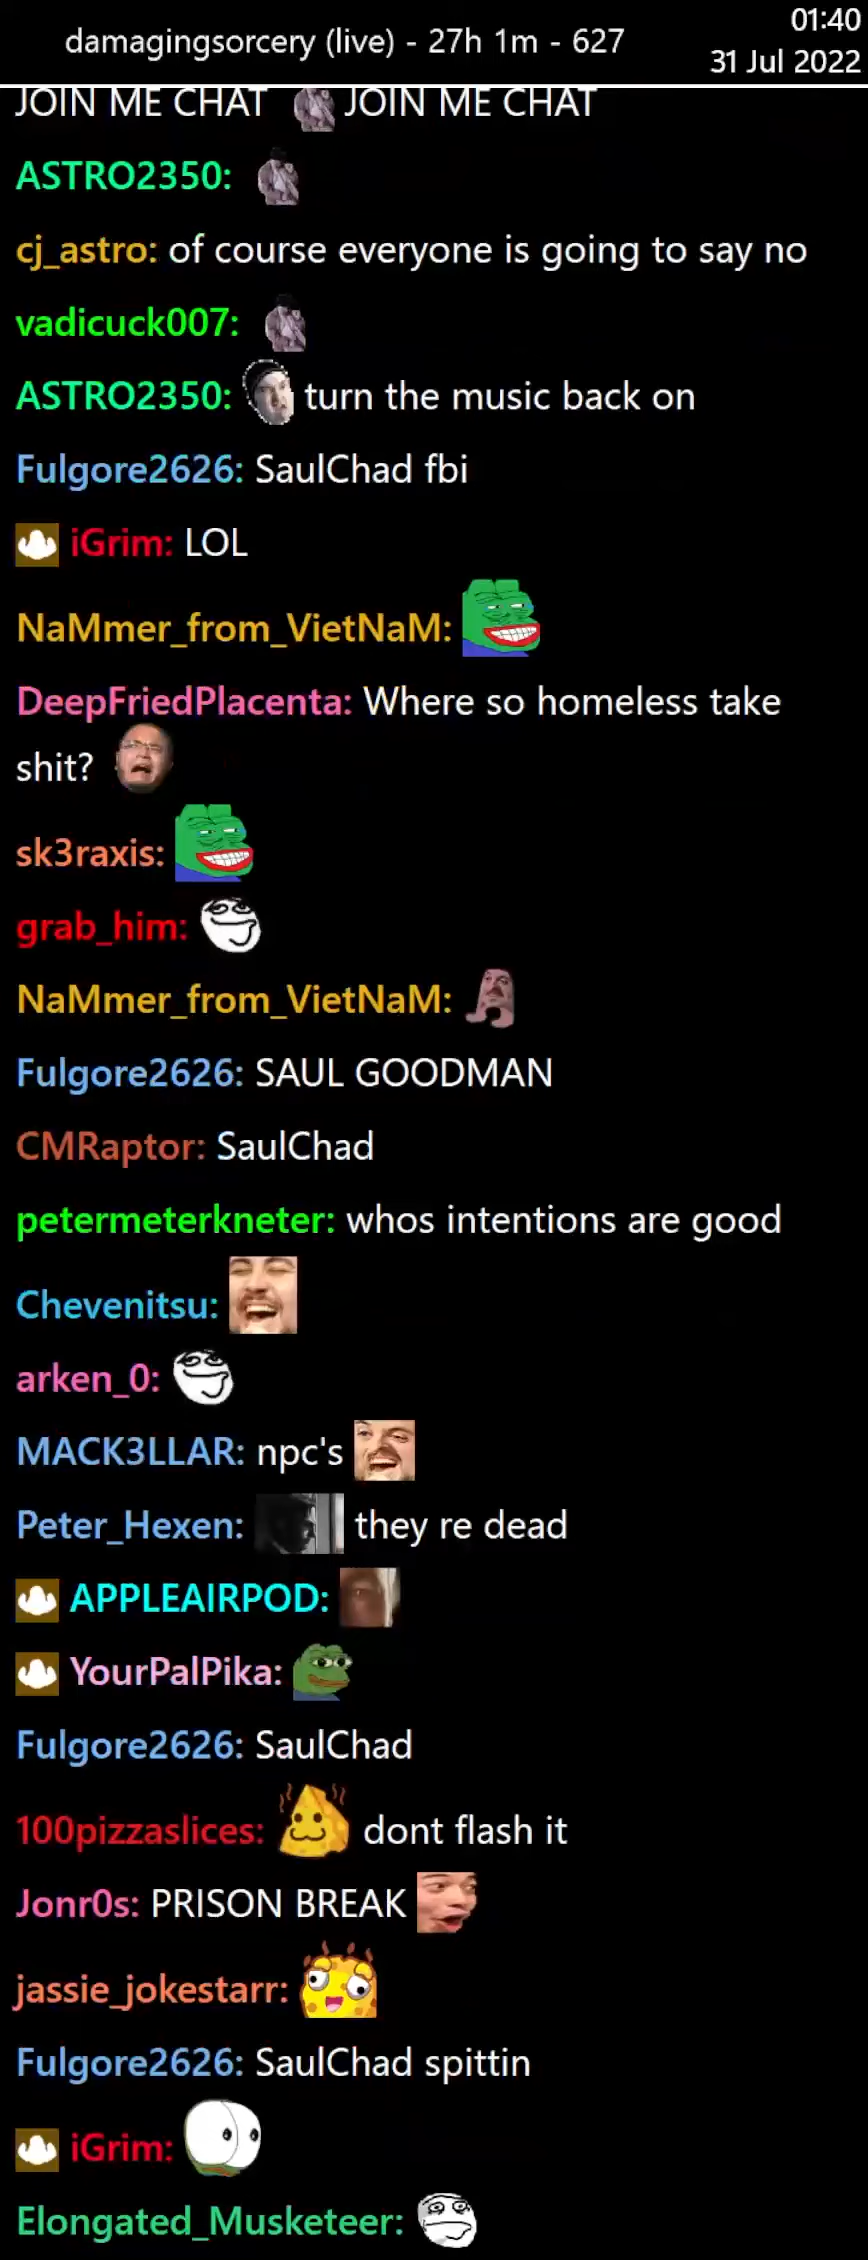 damagingsorcery (live) - 27h 1m - 627
01:40
31 Jul 2022
JOIN ME CHAT JOIN ME CHAT
ASTRO2350:
cj_astro: of course everyone is going to say no
vadicuck007:
ASTRO2350: turn the music back on
Fulgore2626: SaulChad fbi
iGrim: LOL
NaMmer_from_VietNaM:
DeepFriedPlacenta: Where so homeless take
shit?
sk3raxis:
grab_him:
NaMmer_from_VietNaM:
Fulgore2626: SAUL GOODMAN
CMRaptor: SaulChad
petermeterkneter: whos intentions are good
Chevenitsu:
arken_0:
MACK3LLAR: npc's
Peter_Hexen: they re dead
APPLEAIRPOD:
YourPalPika:
Fulgore2626: SaulChad
100pizzaslices: dont flash it
Jonr0s: PRISON BREAK
jassie_jokestarr:
Fulgore2626: SaulChad spittin
iGrim:
Elongated_Musketeer: